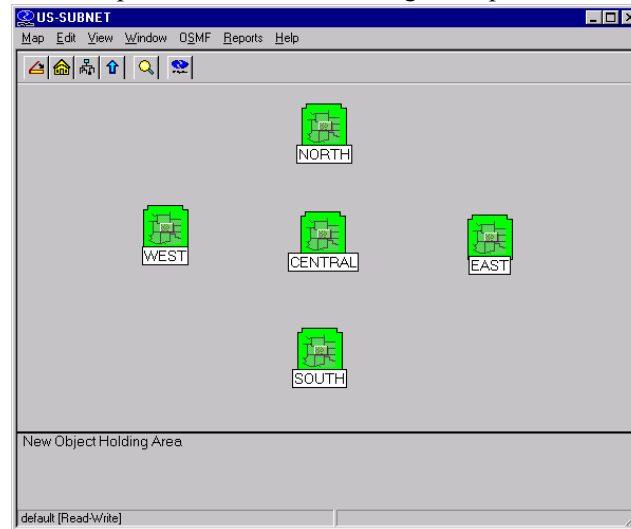 US-SUBNET
Map Edit View Window OSMF Reports Help
NORTH
WEST
CENTRAL
EAST
SOUTH
New Object Holding Area
default [Read-Write]